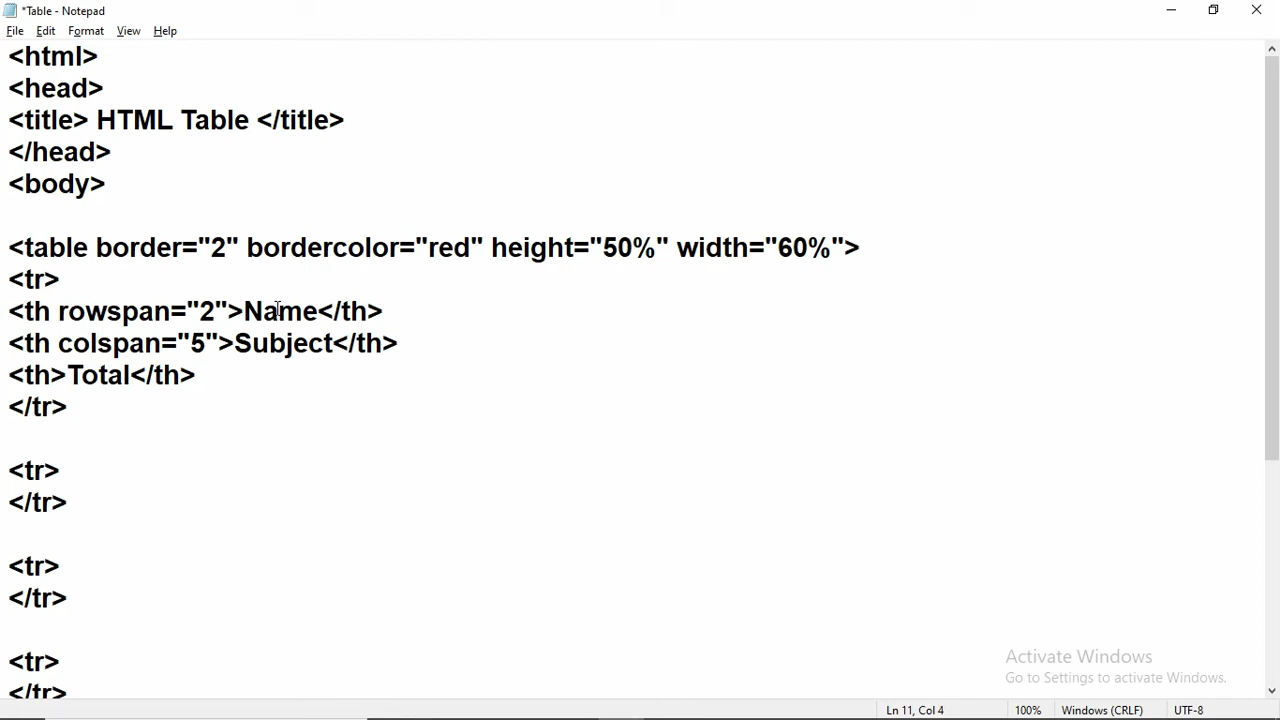 *Table - Notepad
File Edit Format View Help
<html>
<head>
<title> HTML Table </title>
</head>
<body>
<table border="2" bordercolor="red" height="50%" width="60%">
<tr>
<th rowspan="2">Name</th>
<th colspan="5">Subject</th>
<th>Total</th>
</tr>
<tr>
</tr>
<tr>
</tr>
<tr>
</tr>
Activate Windows
Go to Settings to activate Windows.
Ln 11, Col 4 100% Windows (CRLF) UTF-8